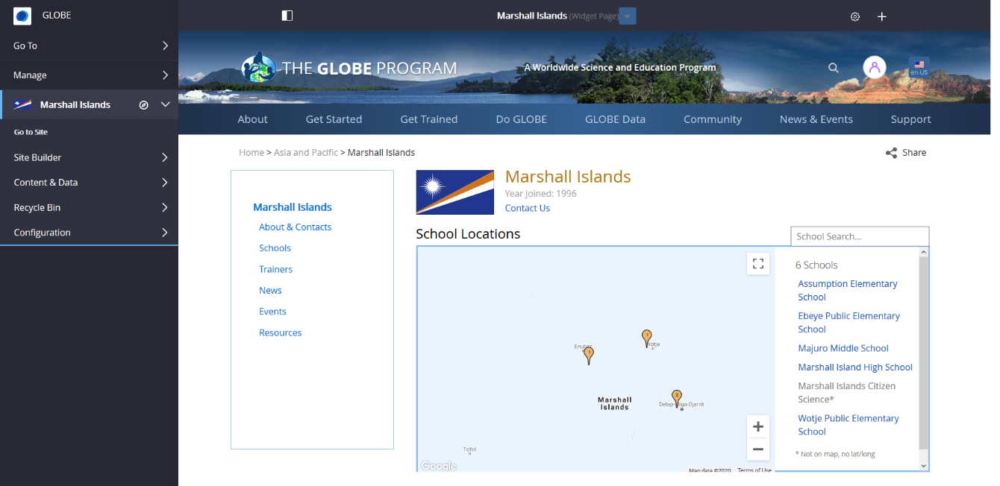 GLOBE
Marshall Islands (Widget Page)
Go To
Manage
Marshall Islands
Go to Site
Site Builder
Content & Data
Recycle Bin
Configuration
THE GLOBE PROGRAM
A Worldwide Science and Education Program
en-US
About
Get Started
Get Trained
Do GLOBE
GLOBE Data
Community
News & Events
Support
Home > Asia and Pacific > Marshall Islands
Share
Marshall Islands
About & Contacts
Schools
Trainers
News
Events
Resources
Marshall Islands
Year Joined: 1996
Contact Us
School Locations
School Search...
Wotje
Marshall
Islands
Tofol
Google
Map data ©2020
Terms of Use
6 Schools
Assumption Elementary
School
Ebeye Public Elementary
School
Majuro Middle School
Marshall Island High School
Marshall Islands Citizen
Science*
Wotje Public Elementary
School
* Not on map, no lat/long